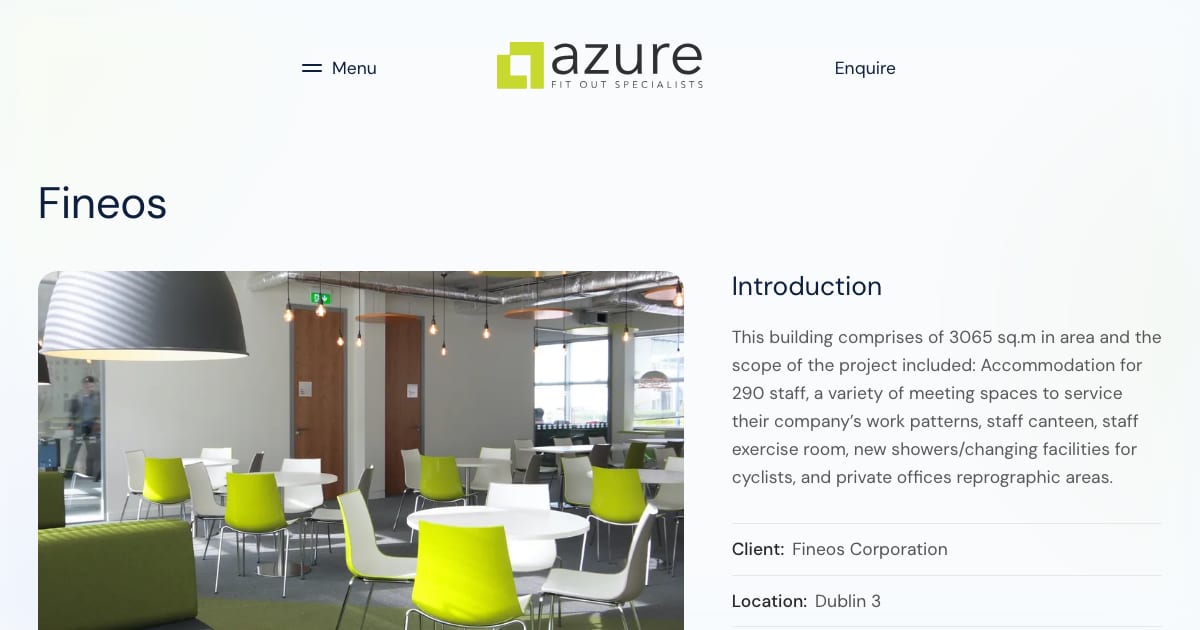 Menu
azure
FIT OUT SPECIALISTS
Enquire
Fineos
Introduction
This building comprises of 3065 sq.m in area and the
scope of the project included: Accommodation for
290 staff, a variety of meeting spaces to service
their company’s work patterns, staff canteen, staff
exercise room, new showers/changing facilities for
cyclists, and private offices reprographic areas.
Client: Fineos Corporation
Location: Dublin 3